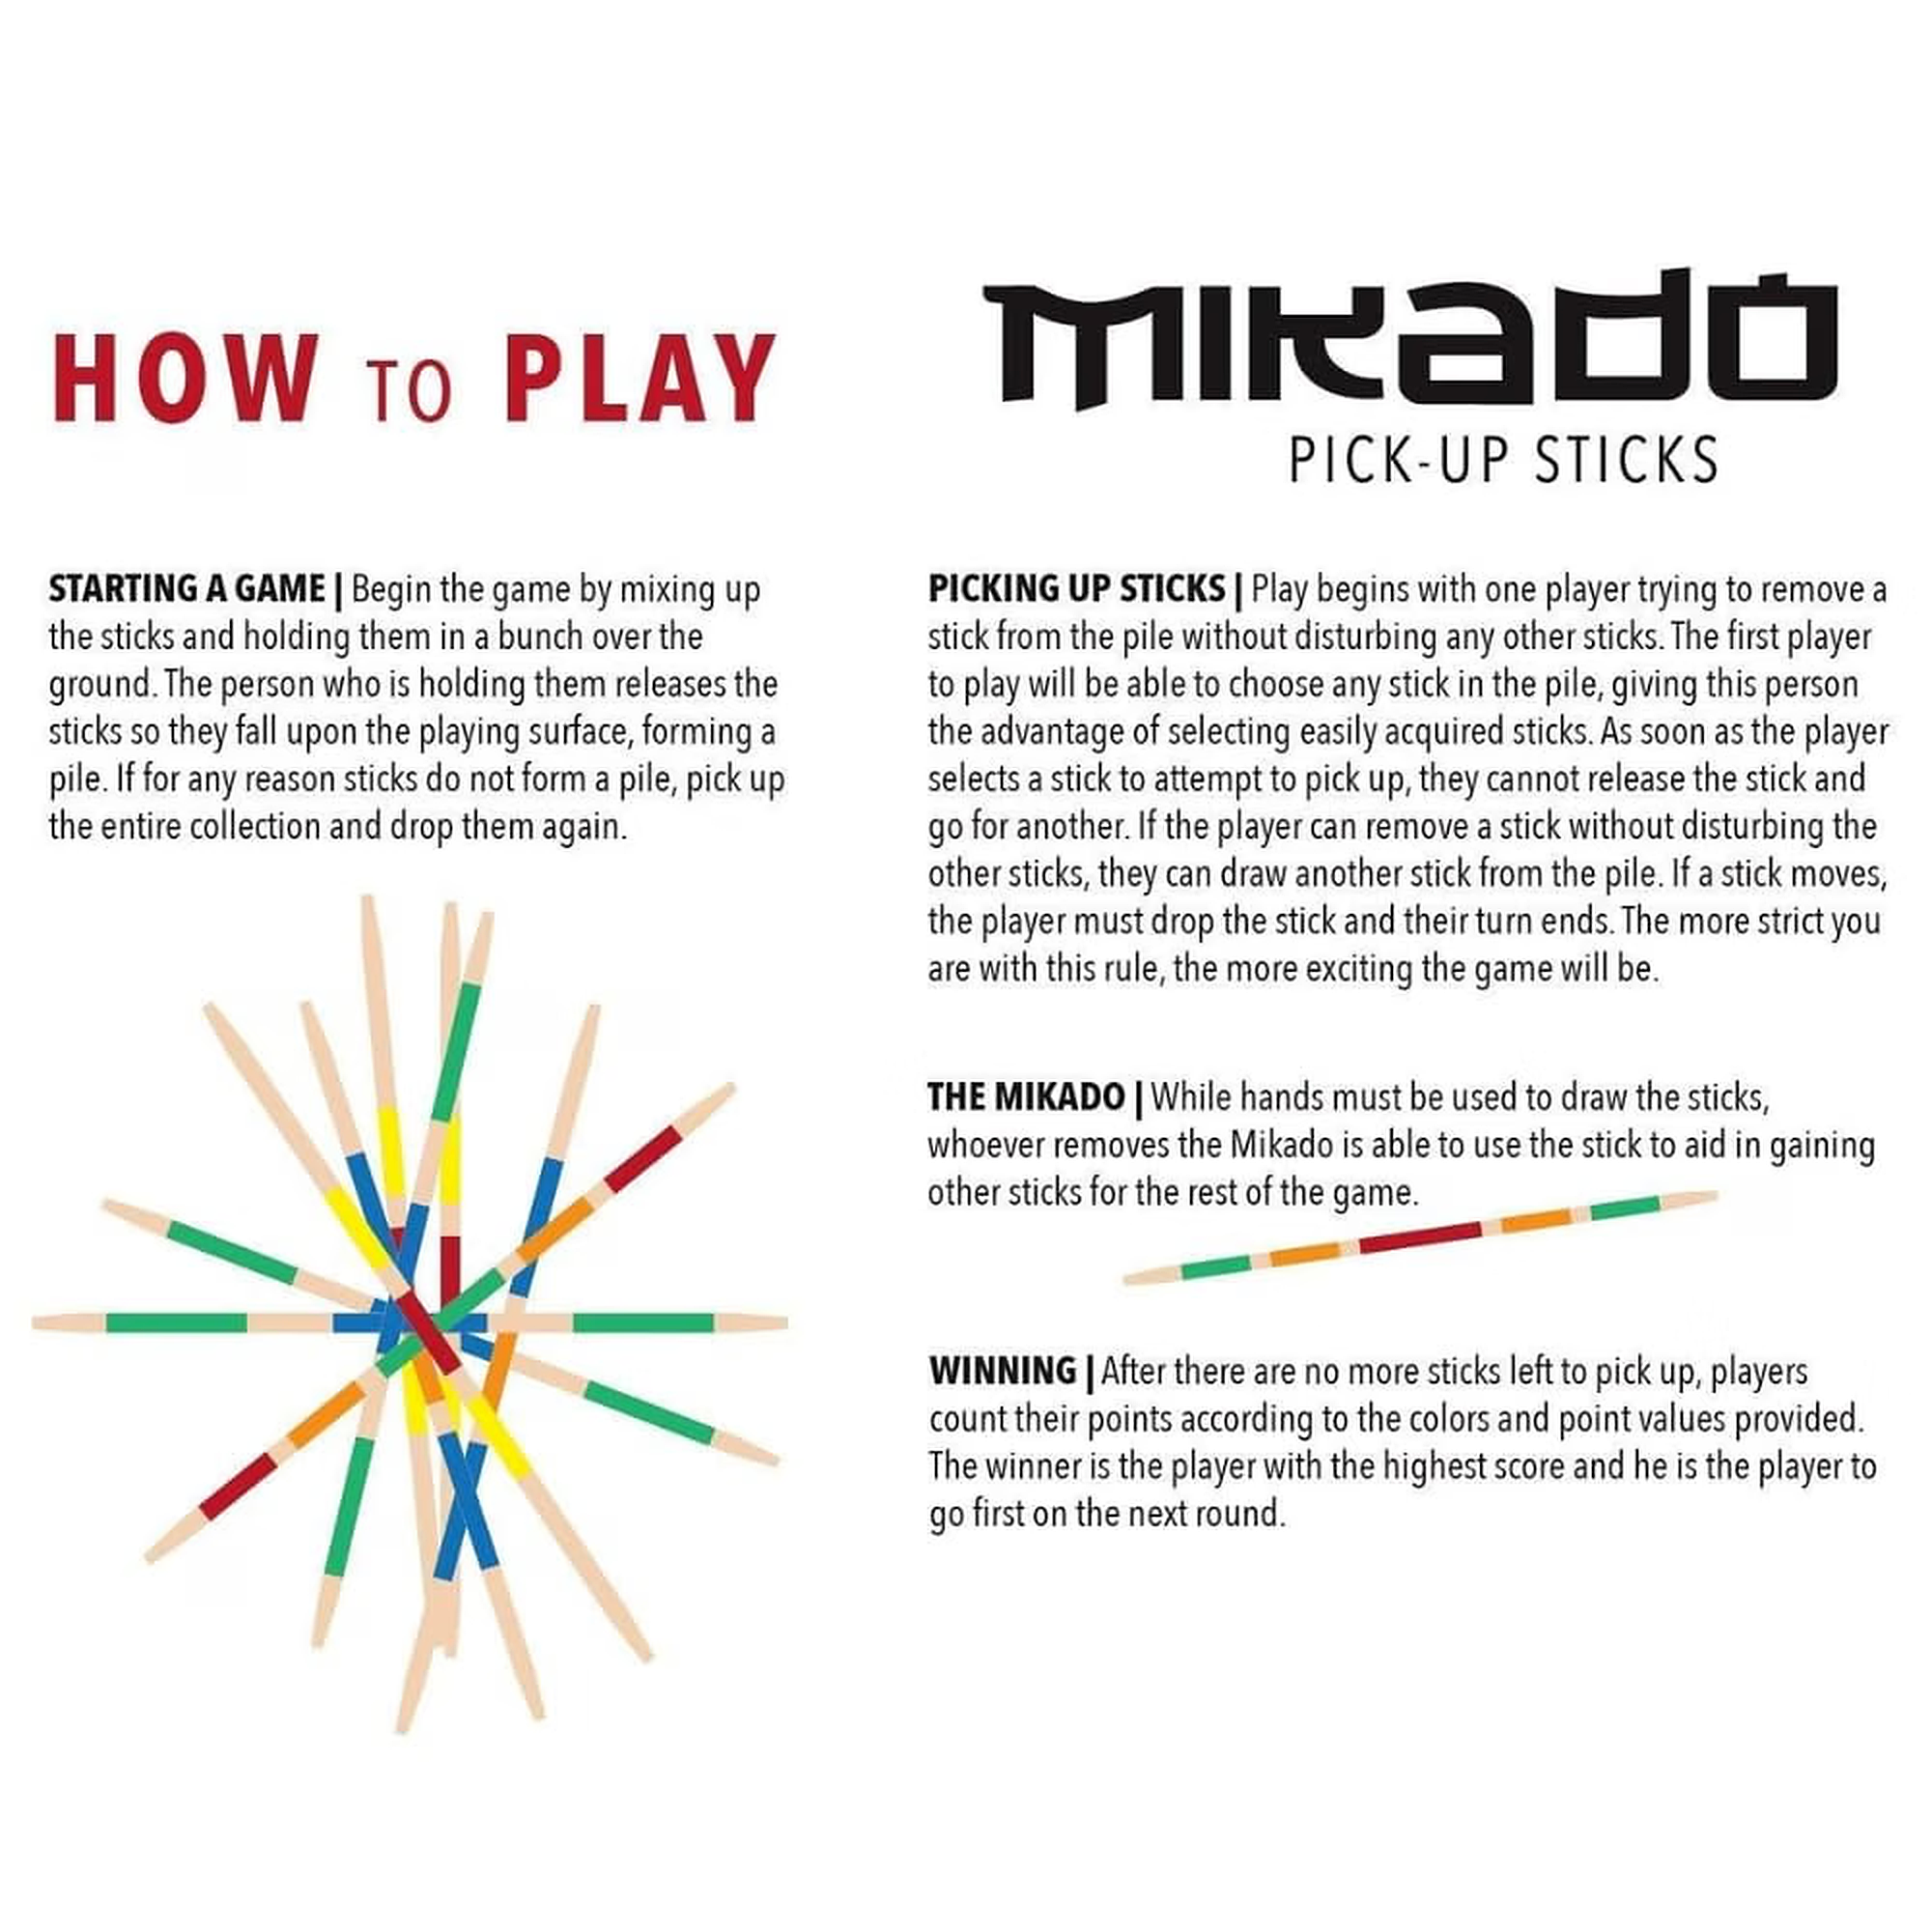 HOW TO PLAY
STARTING A GAME | Begin the game by mixing up
the sticks and holding them in a bunch over the
ground. The person who is holding them releases the
sticks so they fall upon the playing surface, forming a
pile. If for any reason sticks do not form a pile, pick up
the entire collection and drop them again.
MIKADO
PICK-UP STICKS
PICKING UP STICKS | Play begins with one player trying to remove a
stick from the pile without disturbing any other sticks. The first player
to play will be able to choose any stick in the pile, giving this person
the advantage of selecting easily acquired sticks. As soon as the player
selects a stick to attempt to pick up, they cannot release the stick and
go for another. If the player can remove a stick without disturbing the
other sticks, they can draw another stick from the pile. If a stick moves,
the player must drop the stick and their turn ends. The more strict you
are with this rule, the more exciting the game will be.
THE MIKADO | While hands must be used to draw the sticks,
whoever removes the Mikado is able to use the stick to aid in gaining
other sticks for the rest of the game.
WINNING | After there are no more sticks left to pick up, players
count their points according to the colors and point values provided.
The winner is the player with the highest score and he is the player to
go first on the next round.